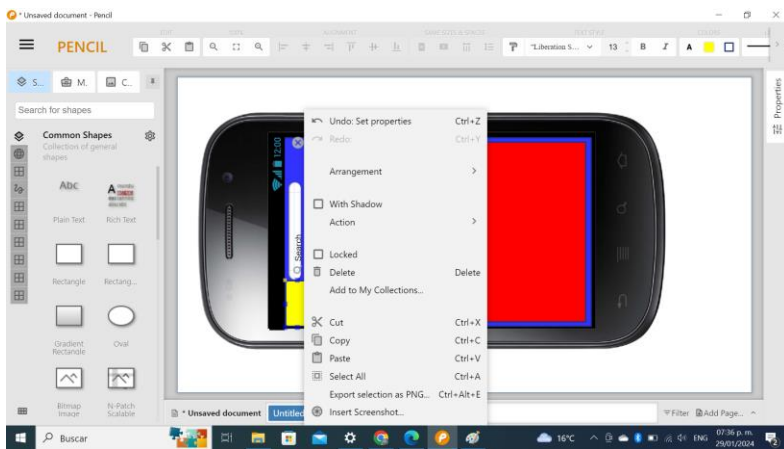 * Unsaved document - Pencil
PENCIL
"Liberation S...
13
B
I
A
S...
M.
C..
Search for shapes
Common Shapes
Collection of general
shapes
Abc
Plain Text
Rich Text
Rectangle
Rectang...
Gradient
Rectangle
Oval
Bitmap
Image
N-Patch
Scalable
12:00
Search
Undo: Set properties Ctrl+Z
Redo: Ctrl+Y
Arrangement
With Shadow
Action
Locked
Delete Delete
Add to My Collections...
Cut Ctrl+X
Copy Ctrl+C
Paste Ctrl+V
Select All Ctrl+A
Export selection as PNG... Ctrl+Alt+E
Insert Screenshot...
Properties
* Unsaved document
Untitled
Filter
Add Page...
Buscar
16°C
ENG
07:36 p. m.
29/01/2024